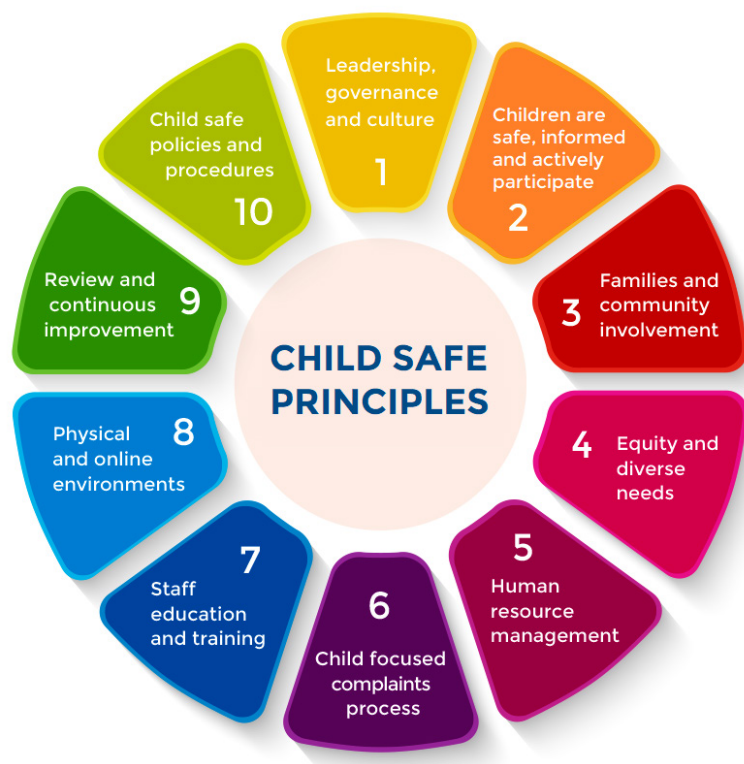 CHILD SAFE
PRINCIPLES
Leadership,
governance
and culture
1
Children are
safe, informed
and actively
participate
2
3
Families and
community
involvement
4
Equity and
diverse
needs
5
Human
resource
management
6
Child focused
complaints
process
7
Staff
education
and training
8
Physical
and online
environments
9
Review and
continuous
improvement
Child safe
policies and
procedures
10